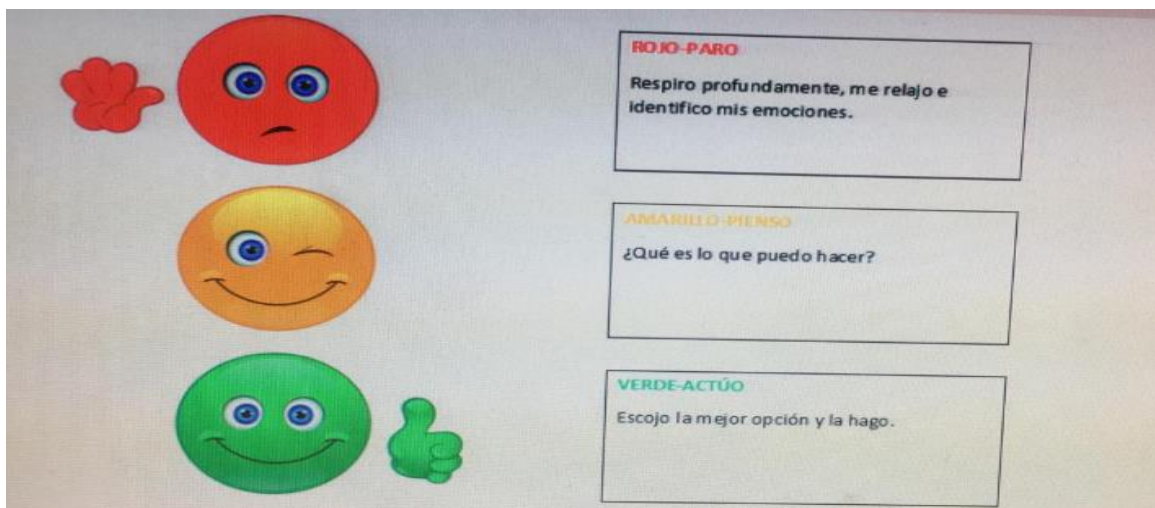 ROJO-PARO
Respiro profundamente, me relajo e
identifico mis emociones.
AMARILLO-PIENSO
¿Qué es lo que puedo hacer?
VERDE-ACTÚO
Escojo la mejor opción y la hago.